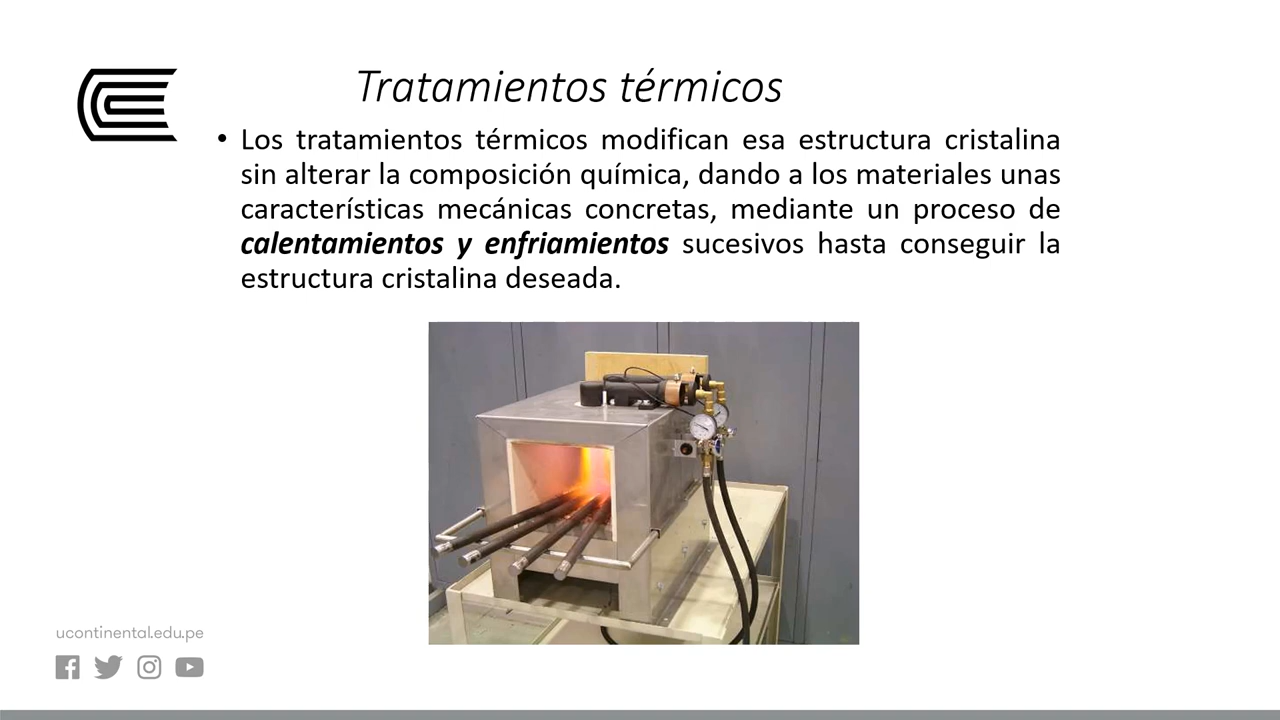 Tratamientos térmicos
• Los tratamientos térmicos modifican esa estructura cristalina
sin alterar la composición química, dando a los materiales unas
características mecánicas concretas, mediante un proceso de
calentamientos y enfriamientos sucesivos hasta conseguir la
estructura cristalina deseada.
ucontinental.edu.pe